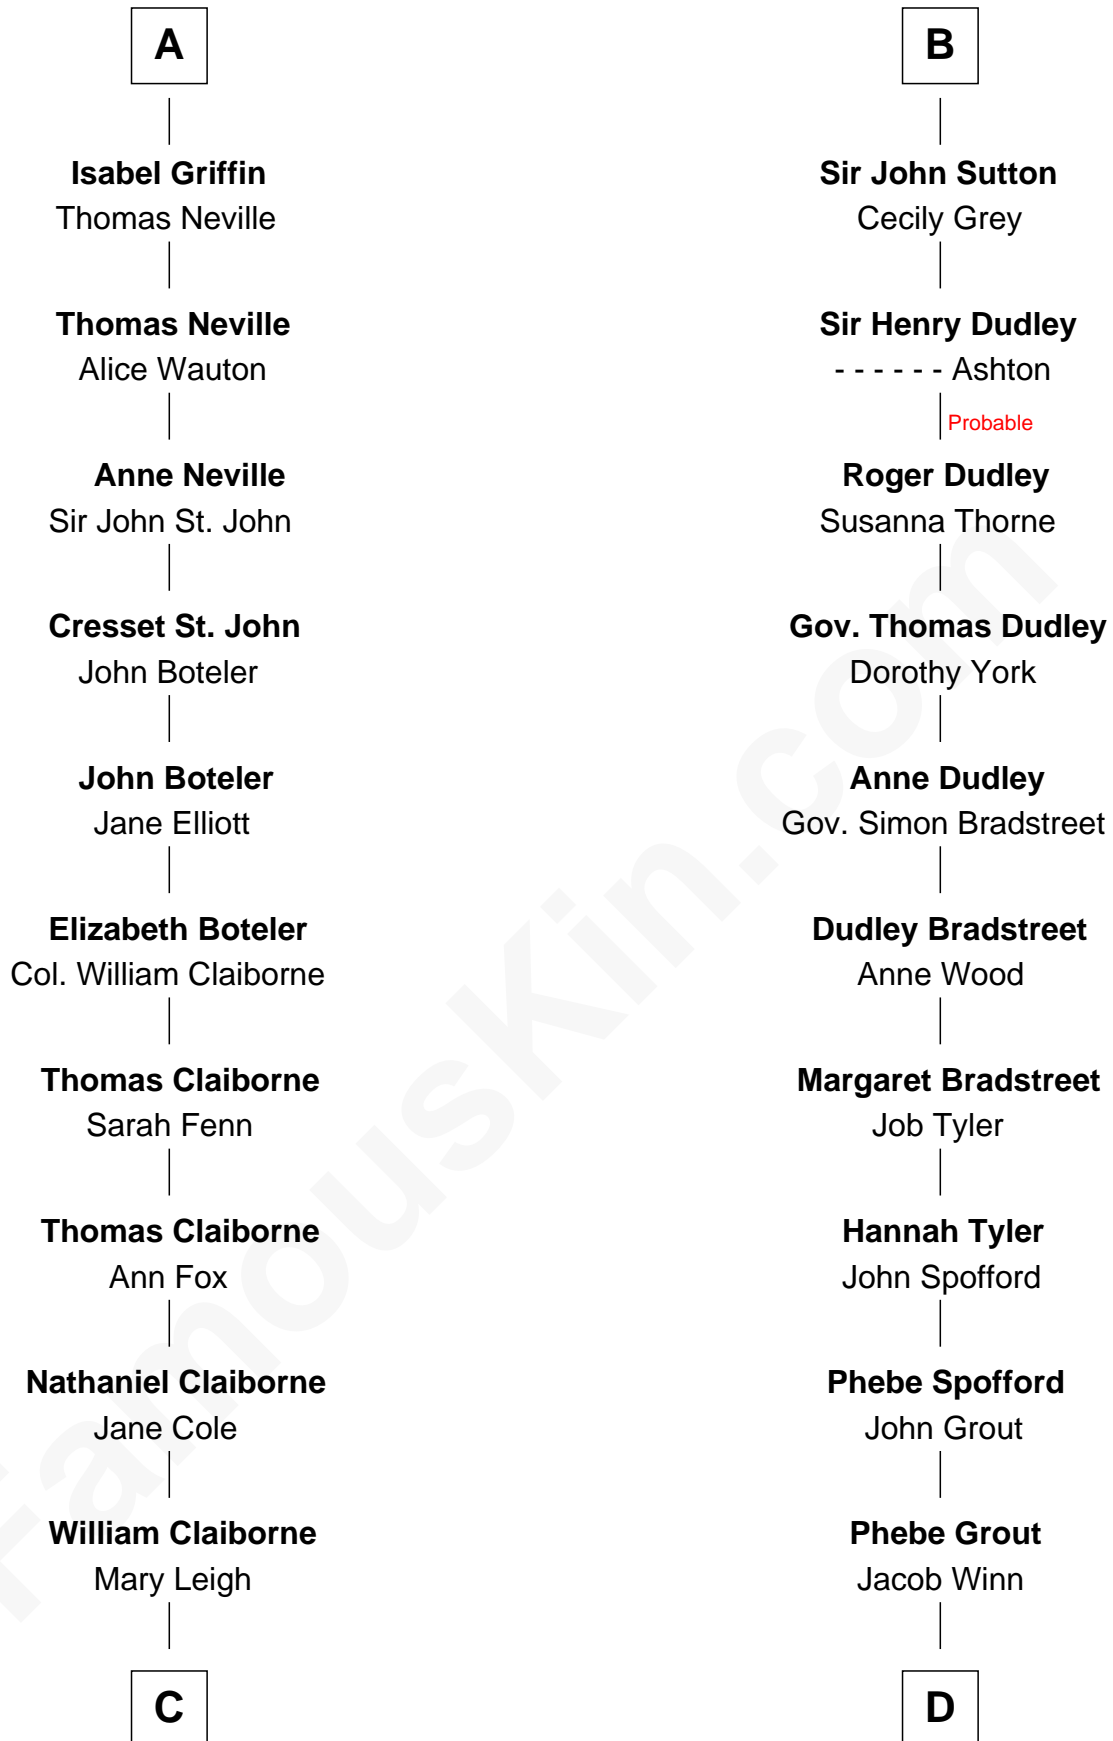 A
Isabel Griffin
Thomas Neville
Thomas Neville
Alice Wauton
Anne Neville
Sir John St. John
Cresset St. John
John Boteler
John Boteler
Jane Elliott
Elizabeth Boteler
Col. William Claiborne
Thomas Claiborne
Sarah Fenn
Thomas Claiborne
Ann Fox
Nathaniel Claiborne
Jane Cole
William Claiborne
Mary Leigh
C
B
Sir John Sutton
Cecily Grey
Sir Henry Dudley
- - - - - - Ashton
Probable
Roger Dudley
Susanna Thorne
Gov. Thomas Dudley
Dorothy York
Anne Dudley
Gov. Simon Bradstreet
Dudley Bradstreet
Anne Wood
Margaret Bradstreet
Job Tyler
Hannah Tyler
John Spofford
Phebe Spofford
John Grout
Phebe Grout
Jacob Winn
D
FamousKin.com